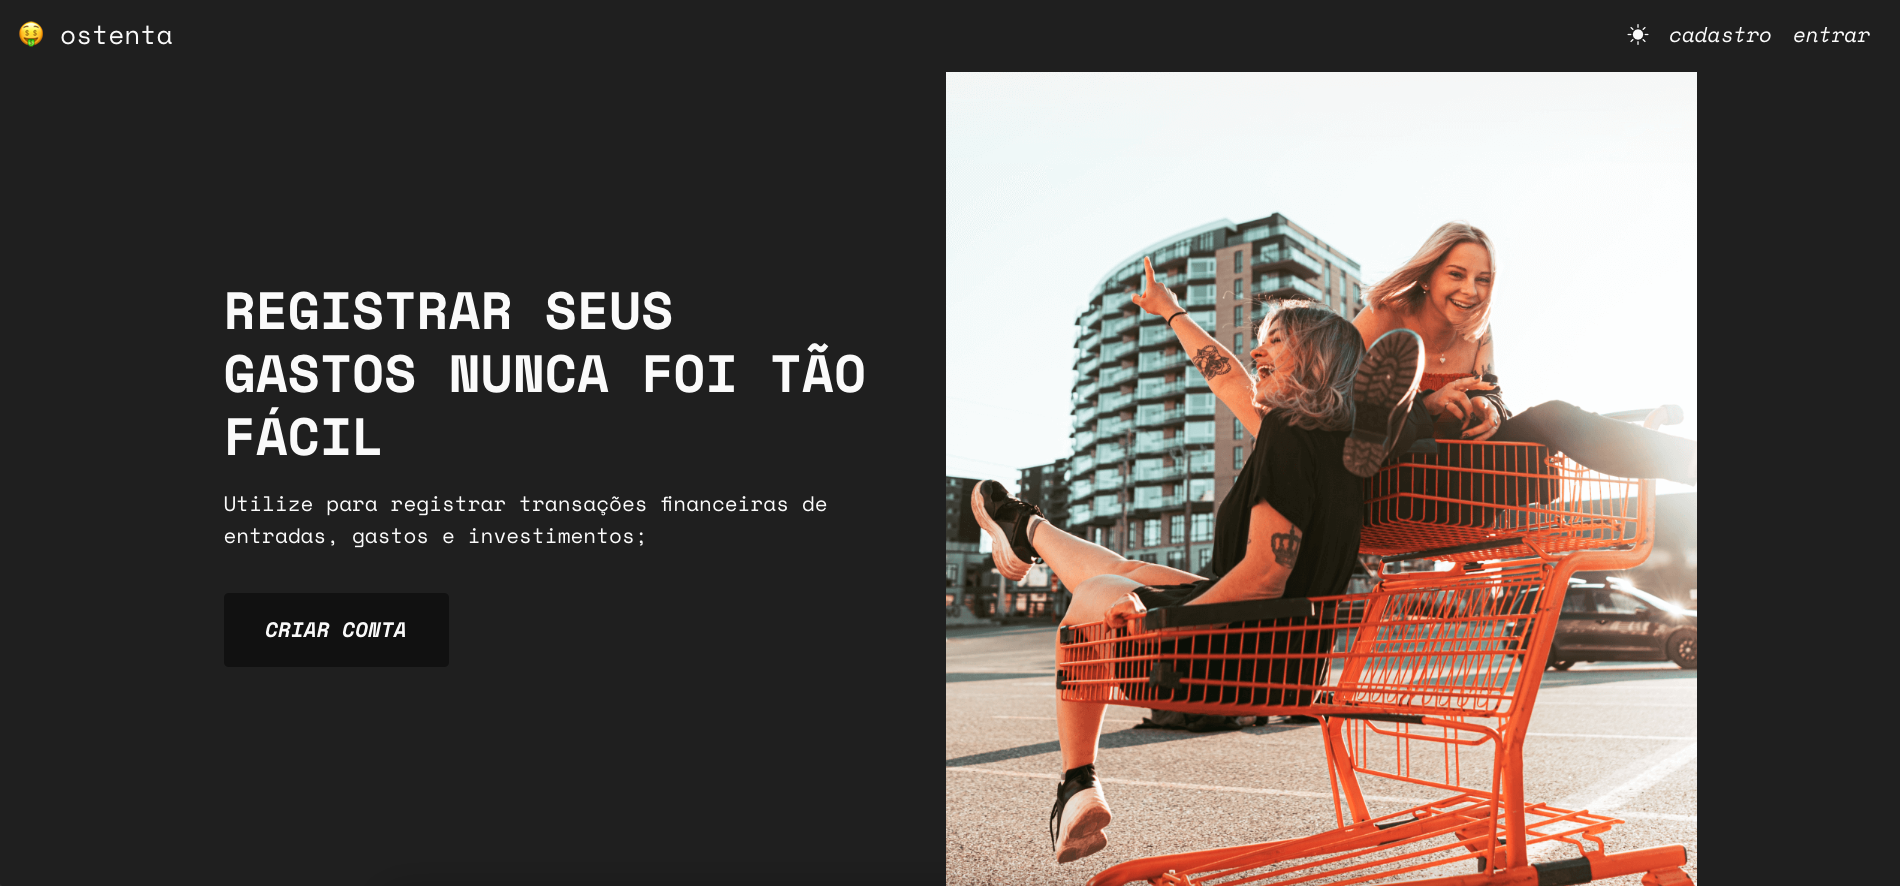 ostenta
cadastro entrar
REGISTRAR SEUS
GASTOS NUNCA FOI TÃO
FÁCIL
Utilize para registrar transações financeiras de
entradas, gastos e investimentos;
CRIAR CONTA